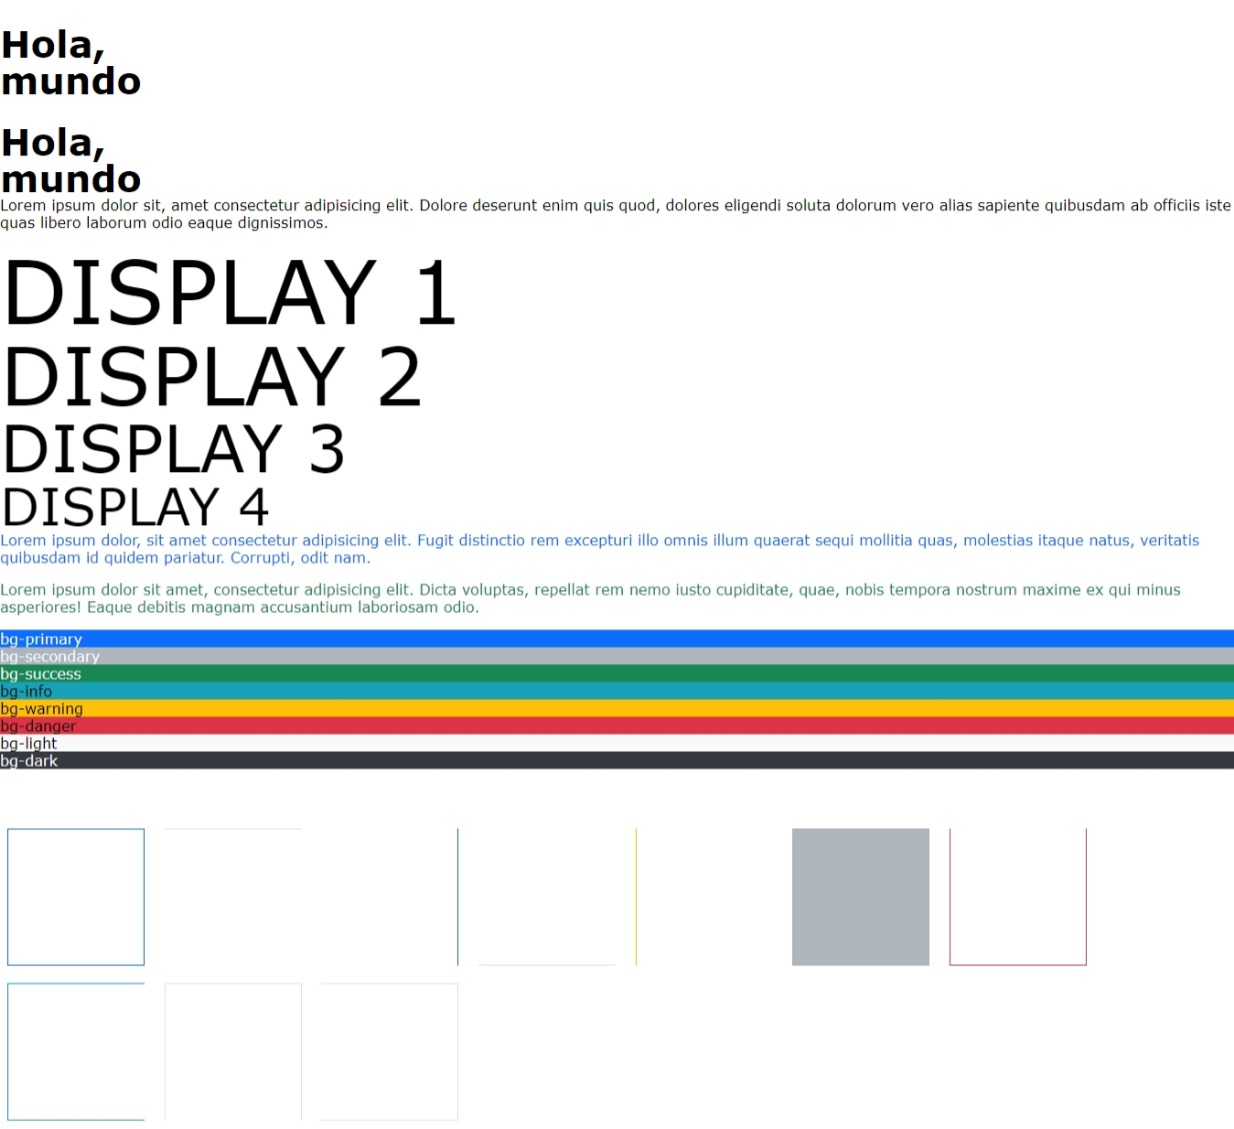 Hola,
mundo
Hola,
mundo
Lorem ipsum dolor sit, amet consectetur adipisicing elit. Dolore deserunt enim quis quod, dolores eligendi soluta dolorum vero alias sapiente quibusdam ab officiis iste
quas libero laborum odio eaque dignissimos.
DISPLAY 1
DISPLAY 2
DISPLAY 3
DISPLAY 4
Lorem ipsum dolor, sit amet consectetur adipisicing elit. Fugit distinctio rem excepturi illo omnis illum quaerat sequi mollitia quas, molestias itaque natus, veritatis
quibusdam id quidem pariatur. Corrupti, odit nam.
Lorem ipsum dolor sit amet, consectetur adipisicing elit. Dicta voluptas, repellat rem nemo iusto cupiditate, quae, nobis tempora nostrum maxime ex qui minus
asperiores! Eaque debitis magnam accusantium laboriosam odio.
bg-primary
bg-secondary
bg-success
bg-info
bg-warning
bg-danger
bg-light
bg-dark